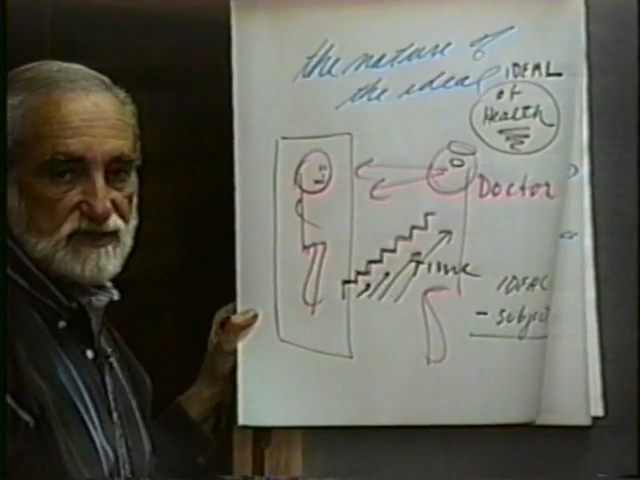 the nature of
the ideal
IDEAL
of
Health
Doctor
Time
IDEAL
- subje